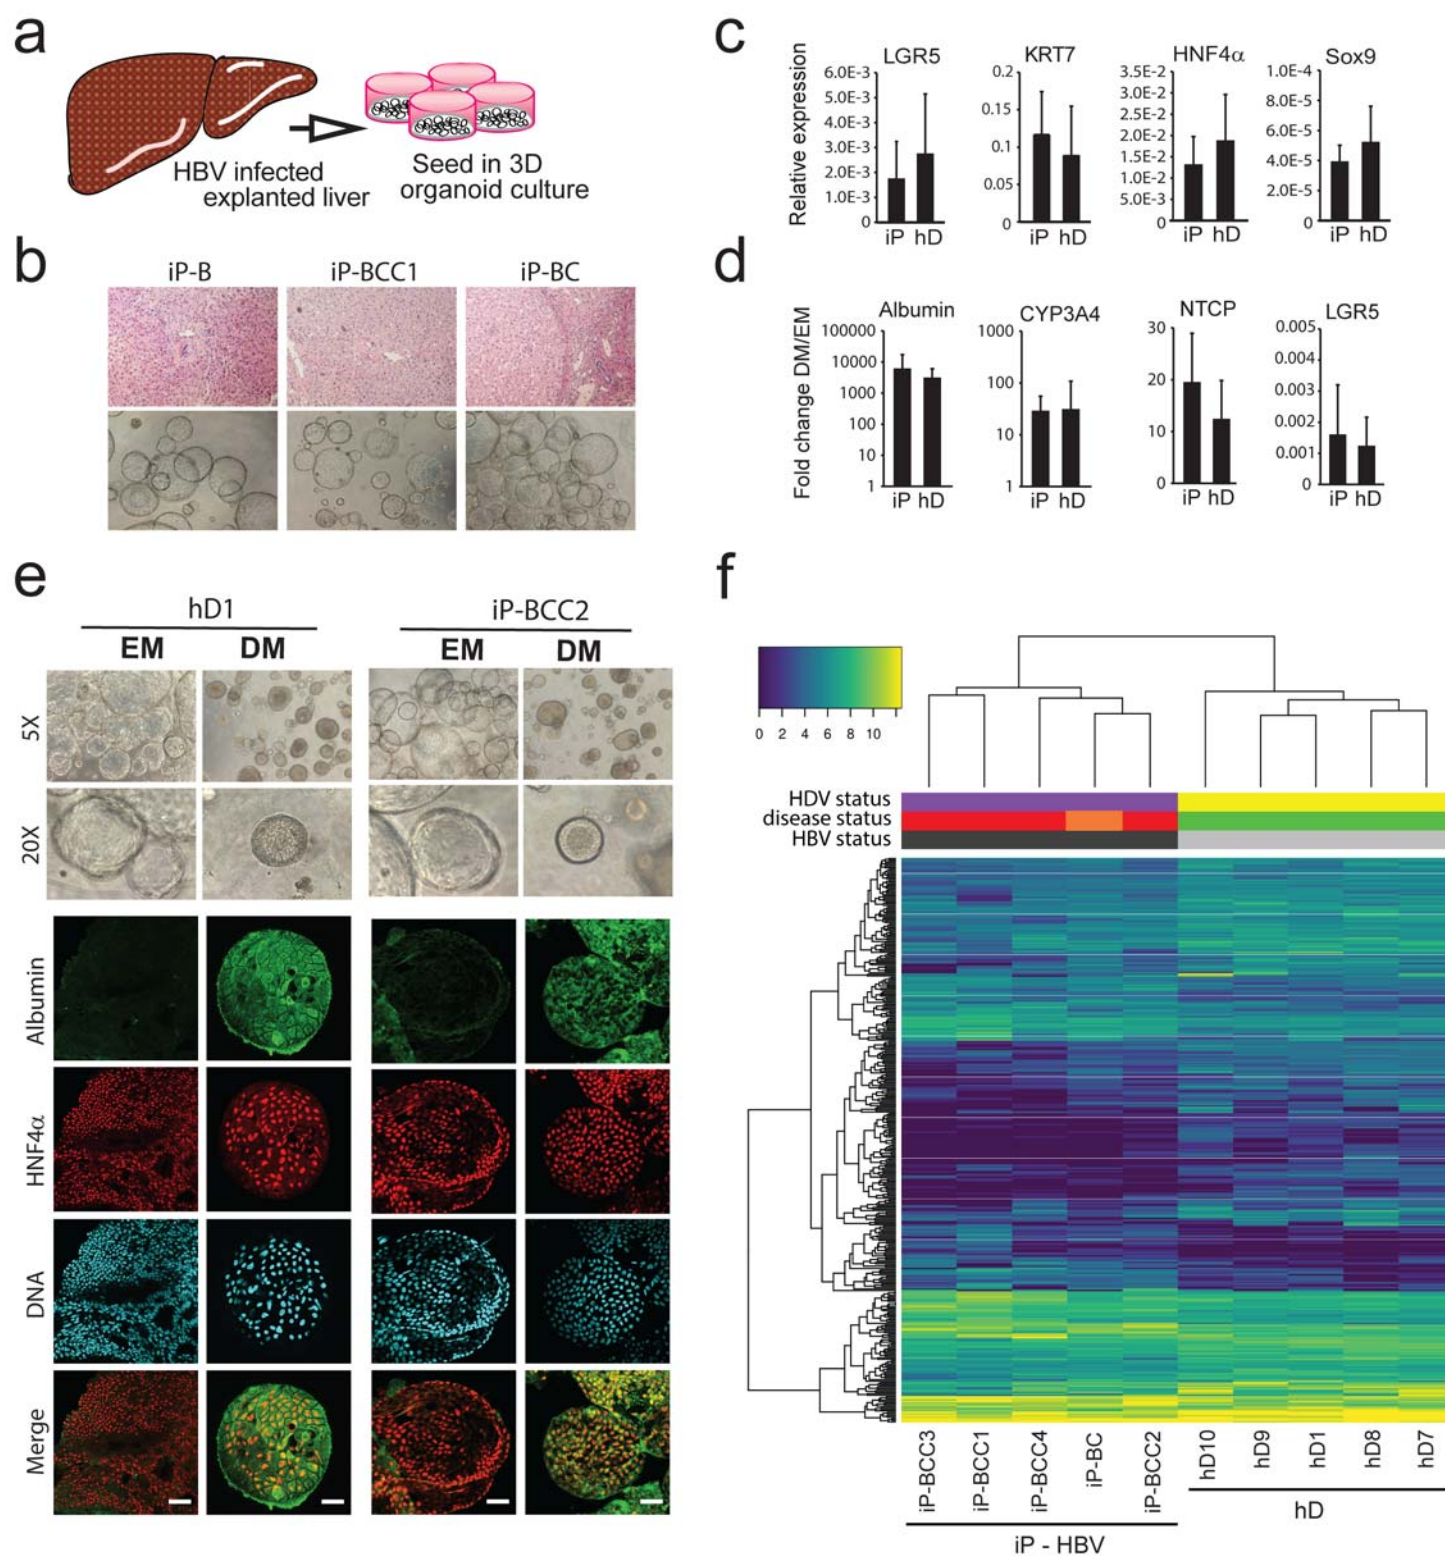 a
HBV infected
explanted liver
Seed in 3D
organoid culture
b
iP-B iP-BCC1 iP-BC
c
Relative expression
LGR5
6.0E-3
5.0E-3
4.0E-3
3.0E-3
2.0E-3
1.0E-3
0
iP hD
KRT7
0.2
0.15
0.1
0.05
0
iP hD
HNF4α
3.5E-2
3.0E-2
2.5E-2
2.0E-2
1.5E-2
1.0E-2
5.0E-3
0
iP hD
Sox9
1.0E-4
8.0E-5
6.0E-5
4.0E-5
2.0E-5
0
iP hD
d
Fold change DM/EM
Albumin
100000
10000
1000
100
10
1
iP hD
CYP3A4
1000
100
10
1
iP hD
NTCP
30
20
10
0
iP hD
LGR5
0.005
0.004
0.003
0.002
0.001
0
iP hD
e
hD1 iP-BCC2
EM DM EM DM
5X
20X
Albumin
HNF4α
DNA
Merge
f
0 2 4 6 8 10
HDV status
disease status
HBV status
iP-BCC3 iP-BCC1 iP-BCC4 iP-BC iP-BCC2 hD10 hD9 hD1 hD8 hD7
iP - HBV hD